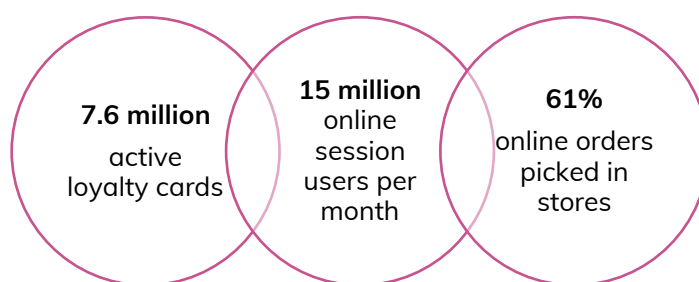 7.6 million
active
loyalty cards
15 million
online
session
users per
month
61%
online orders
picked in
stores